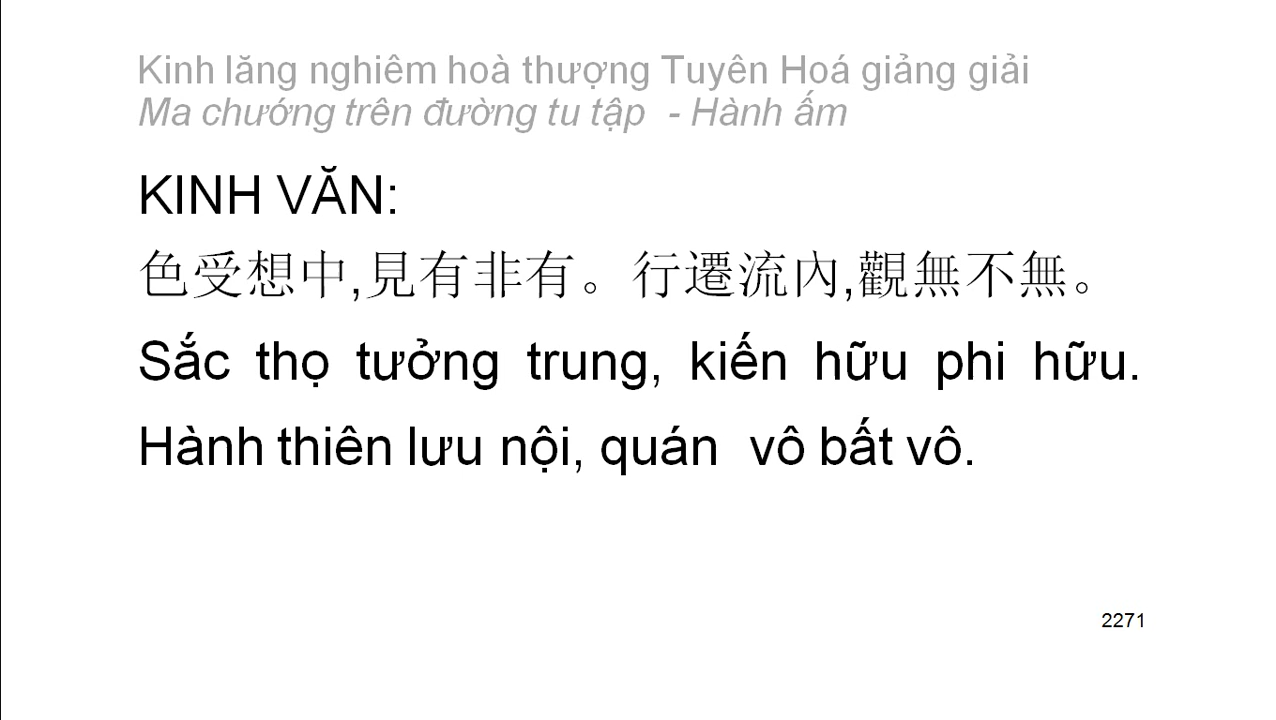 Kinh lăng nghiêm hoà thượng Tuyên Hoá giảng giải
Ma chướng trên đường tu tập - Hành ấm
KINH VĂN:
色受想中,見有非有。行遷流內,觀無不無。
Sắc thọ tưởng trung, kiến hữu phi hữu.
Hành thiên lưu nội, quán vô bất vô.
2271